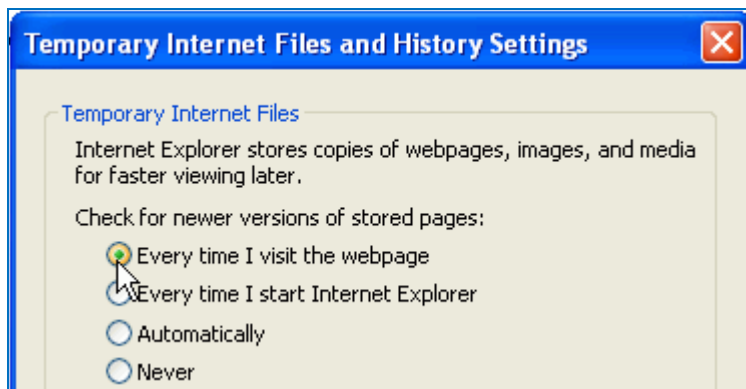 Temporary Internet Files and History Settings
Temporary Internet Files
Internet Explorer stores copies of webpages, images, and media
for faster viewing later.
Check for newer versions of stored pages:
Every time I visit the webpage
Every time I start Internet Explorer
Automatically
Never